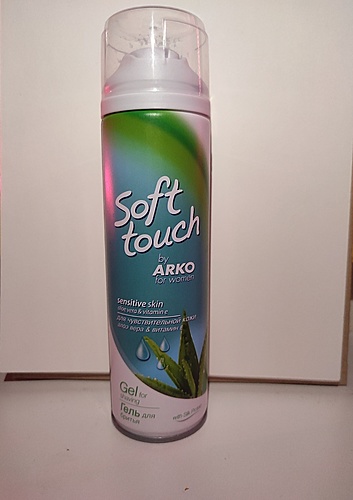 Soft
touch
by
ARKO
for women
sensitive skin
aloe vera & vitamin e
для чувствительной кожи
алоэ вера & витамин е
Gel for
shaving
Гель для
бритья
with